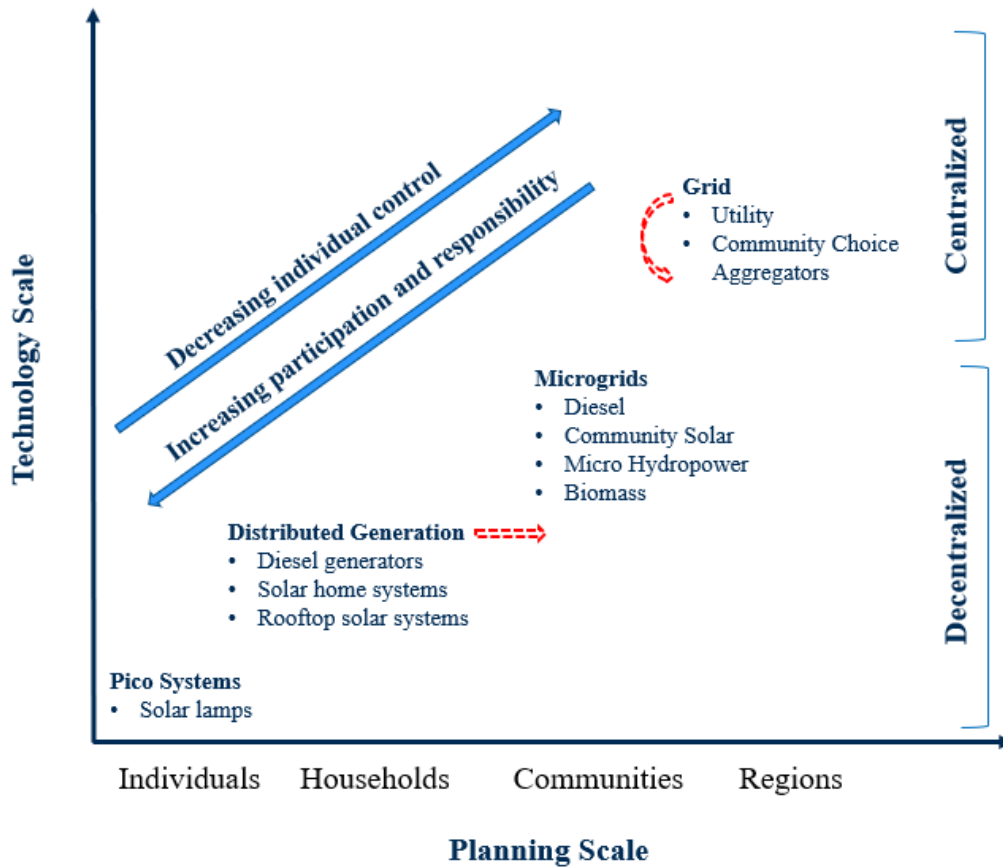 Technology Scale
Decreasing individual control
Increasing participation and responsibility
Grid
• Utility
• Community Choice
Aggregators
Centralized
Microgrids
• Diesel
• Community Solar
• Micro Hydropower
• Biomass
Distributed Generation
• Diesel generators
• Solar home systems
• Rooftop solar systems
Decentralized
Pico Systems
• Solar lamps
Individuals Households Communities Regions
Planning Scale